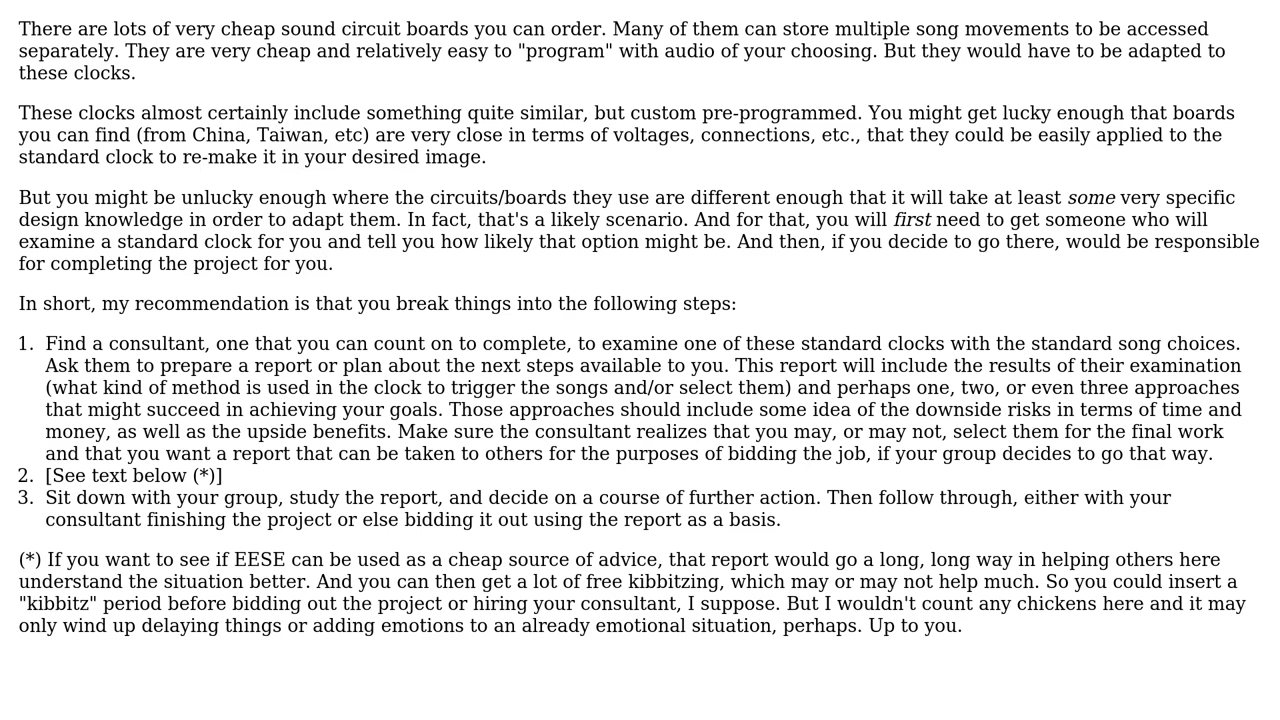 There are lots of very cheap sound circuit boards you can order. Many of them can store multiple song movements to be accessed
separately. They are very cheap and relatively easy to "program" with audio of your choosing. But they would have to be adapted to
these clocks.
These clocks almost certainly include something quite similar, but custom pre-programmed. You might get lucky enough that boards
you can find (from China, Taiwan, etc) are very close in terms of voltages, connections, etc., that they could be easily applied to the
standard clock to re-make it in your desired image.
But you might be unlucky enough where the circuits/boards they use are different enough that it will take at least some very specific
design knowledge in order to adapt them. In fact, that's a likely scenario. And for that, you will first need to get someone who will
examine a standard clock for you and tell you how likely that option might be. And then, if you decide to go there, would be responsible
for completing the project for you.
In short, my recommendation is that you break things into the following steps:
1. Find a consultant, one that you can count on to complete, to examine one of these standard clocks with the standard song choices.
Ask them to prepare a report or plan about the next steps available to you. This report will include the results of their examination
(what kind of method is used in the clock to trigger the songs and/or select them) and perhaps one, two, or even three approaches
that might succeed in achieving your goals. Those approaches should include some idea of the downside risks in terms of time and
money, as well as the upside benefits. Make sure the consultant realizes that you may, or may not, select them for the final work
and that you want a report that can be taken to others for the purposes of bidding the job, if your group decides to go that way.
2. [See text below (*)]
3. Sit down with your group, study the report, and decide on a course of further action. Then follow through, either with your
consultant finishing the project or else bidding it out using the report as a basis.
(*) If you want to see if EESE can be used as a cheap source of advice, that report would go a long, long way in helping others here
understand the situation better. And you can then get a lot of free kibbitzing, which may or may not help much. So you could insert a
"kibbitz" period before bidding out the project or hiring your consultant, I suppose. But I wouldn't count any chickens here and it may
only wind up delaying things or adding emotions to an already emotional situation, perhaps. Up to you.